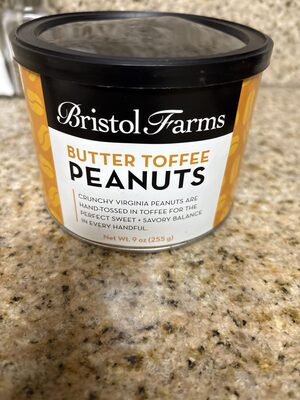 Bristol Farms
BUTTER TOFFEE
PEANUTS
CRUNCHY VIRGINIA PEANUTS ARE
HAND-TOSSED IN TOFFEE FOR THE
PERFECT SWEET + SAVORY BALANCE
IN EVERY HANDFUL.
Net Wt. 9 oz (255 g)